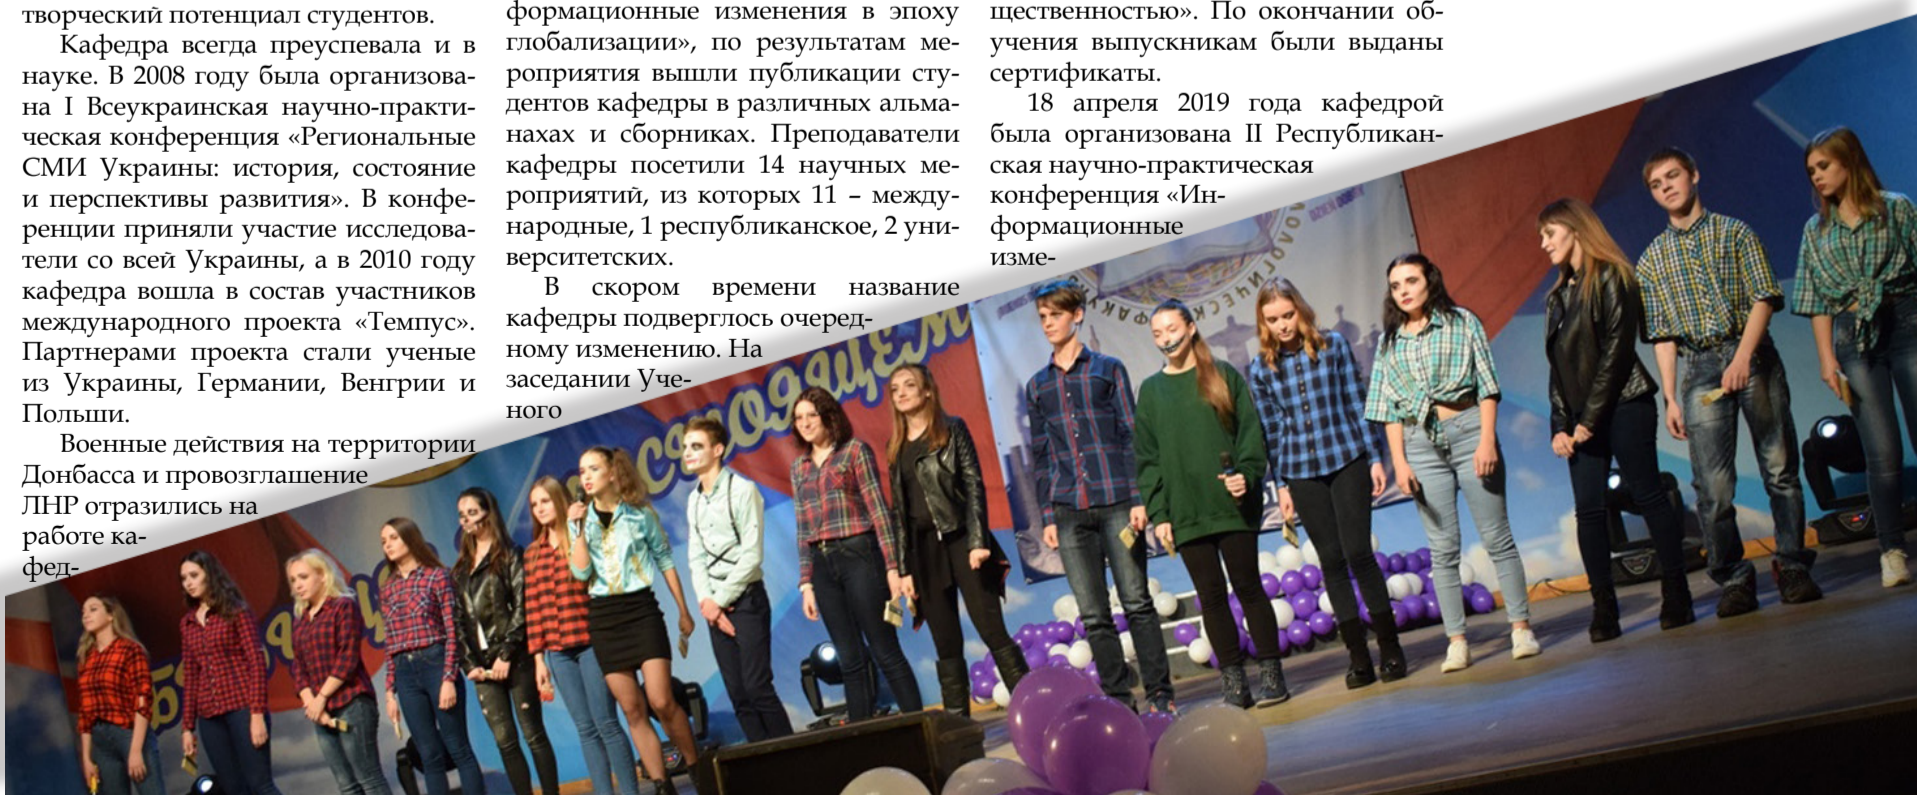 творческий потенциал студентов.
Кафедра всегда преуспевала и в
науке. В 2008 году была организова-
на I Всеукраинская научно-практи-
ческая конференция «Региональные
СМИ Украины: история, состояние
и перспективы развития». В конфе-
ренции приняли участие исследова-
тели со всей Украины, а в 2010 году
кафедра вошла в состав участников
международного проекта «Темпус».
Партнерами проекта стали ученые
из Украины, Германии, Венгрии и
Польши.
Военные действия на территории
Донбасса и провозглашение
ЛНР отразились на
работе ка-
фед-
формационные изменения в эпоху
глобализации», по результатам ме-
роприятия вышли публикации сту-
дентов кафедры в различных альма-
нахах и сборниках. Преподаватели
кафедры посетили 14 научных ме-
роприятий, из которых 11 – между-
народные, 1 республиканское, 2 уни-
верситетских.
В скором времени название
кафедры подверглось очеред-
ному изменению. На
заседании Уче-
ного
щественностью». По окончании об-
учения выпускникам были выданы
сертификаты.
18 апреля 2019 года кафедрой
была организована II Республикан-
ская научно-практическая
конференция «Ин-
формационные
изме-